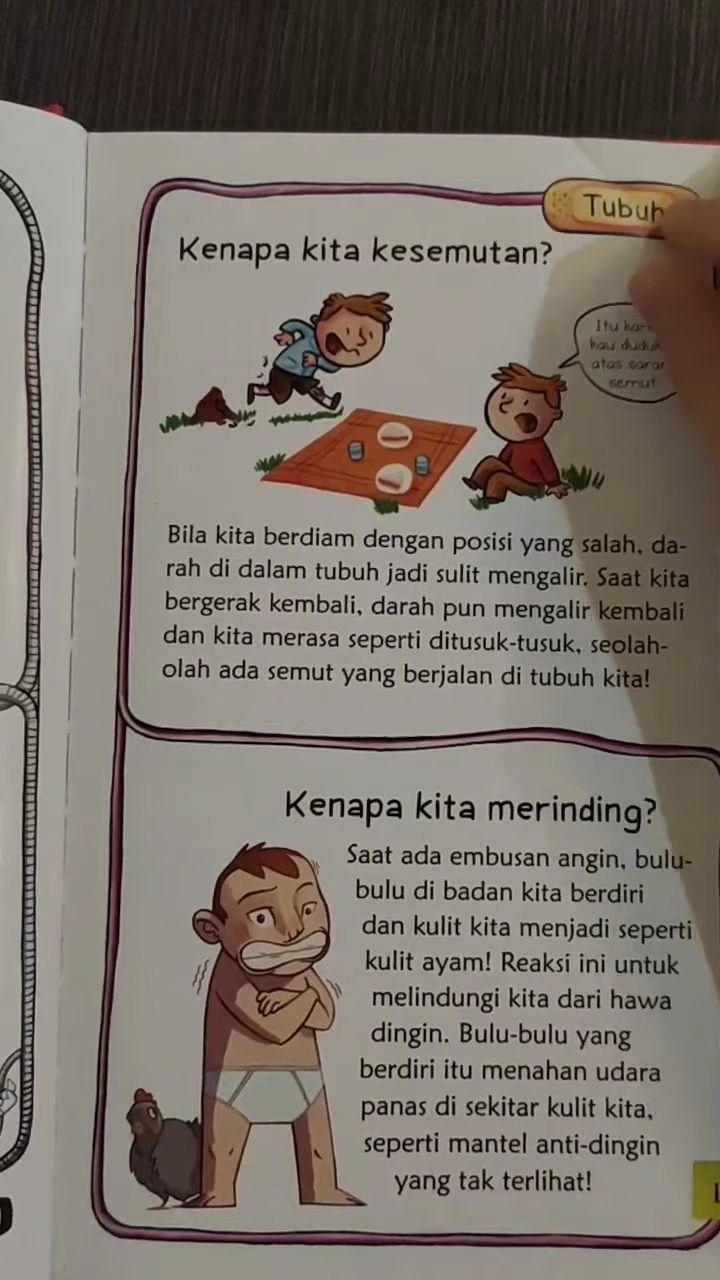 Tubuh
Kenapa kita kesemutan?
Itu
kau
atas
semut
Bila kita berdiam dengan posisi yang salah, da-
rah di dalam tubuh jadi sulit mengalir. Saat kita
bergerak kembali, darah pun mengalir kembali
dan kita merasa seperti ditusuk-tusuk, seolah-
olah ada semut yang berjalan di tubuh kita!
Kenapa kita merinding?
Saat ada embusan angin, bulu-
bulu di badan kita berdiri
dan kulit kita menjadi seperti
kulit ayam! Reaksi ini untuk
melindungi kita dari hawa
dingin. Bulu-bulu yang
berdiri itu menahan udara
panas di sekitar kulit kita,
seperti mantel anti-dingin
yang tak terlihat!